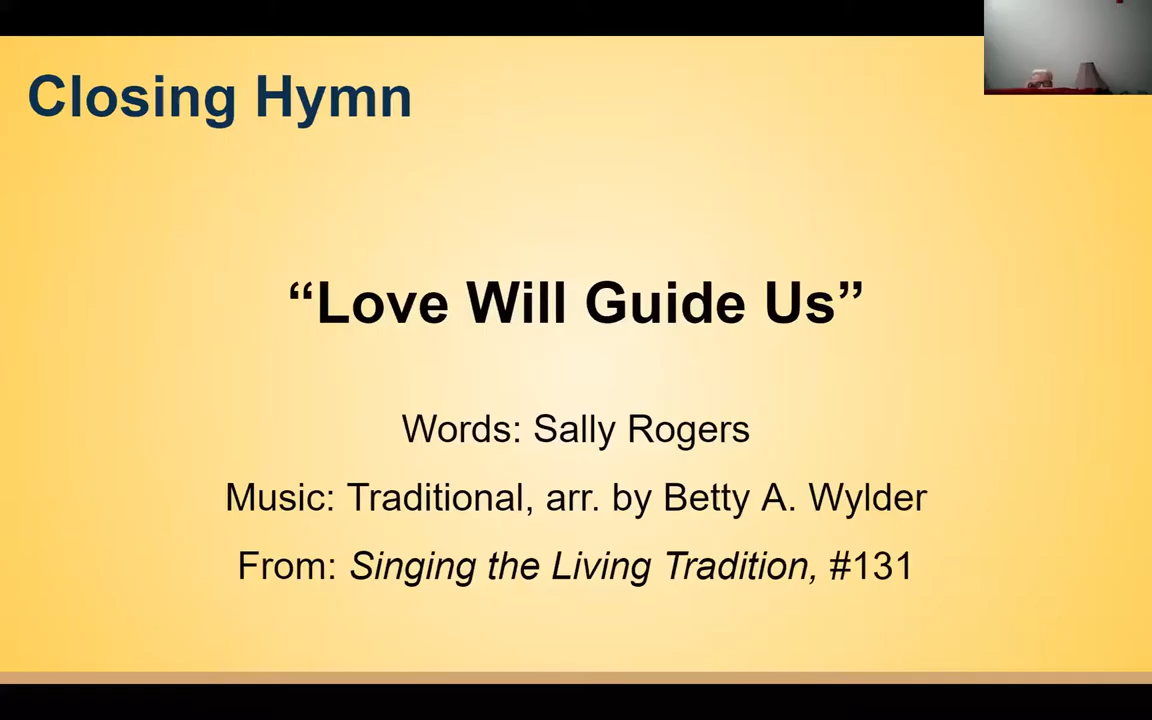 Closing Hymn
“Love Will Guide Us”
Words: Sally Rogers
Music: Traditional, arr. by Betty A. Wylder
From: Singing the Living Tradition, #131